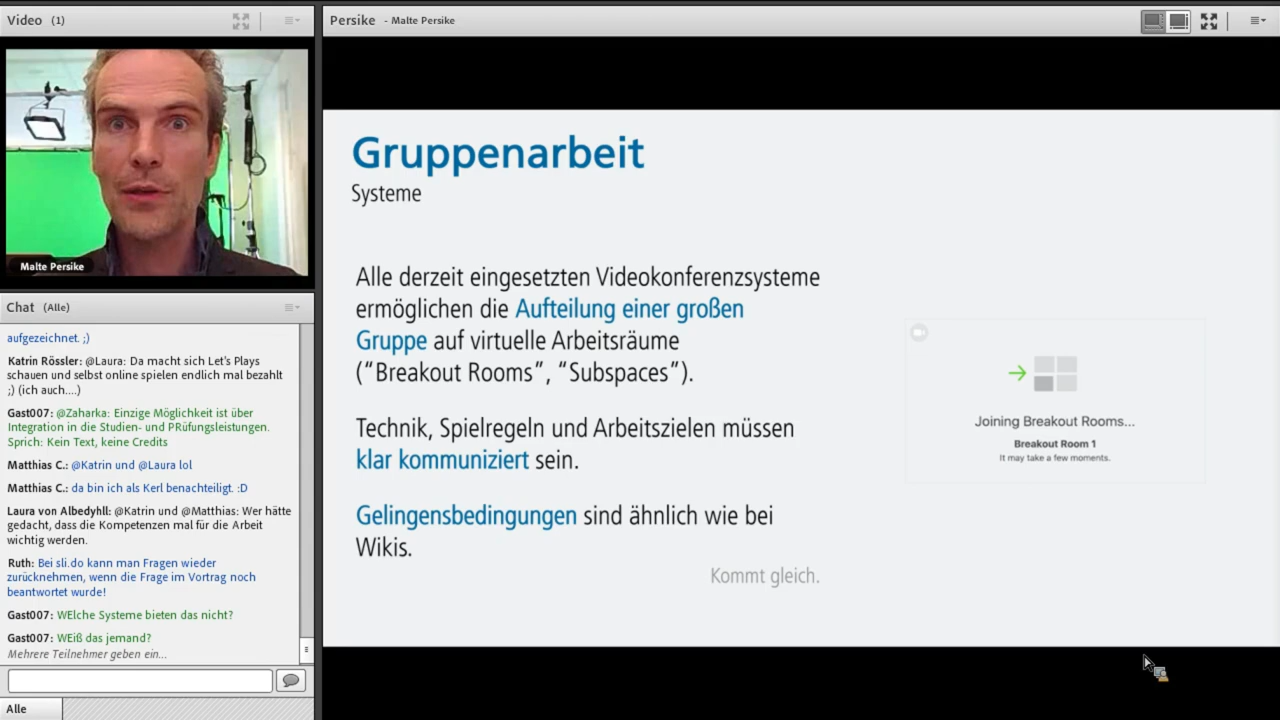 Video (1)
Malte Persike
Chat (Alle)
aufgezeichnet. ;)
Katrin Rössler: @Laura: Da macht sich Let's Plays
schauen und selbst online spielen endlich mal bezahlt
;) (ich auch....)
Gast007: @Zaharka: Einzige Möglichkeit ist über
Integration in die Studien- und PRüfungsleistungen.
Sprich: Kein Text, keine Credits
Matthias C.: @Katrin und @Laura lol
Matthias C.: da bin ich als Kerl benachteiligt. :D
Laura von Albedyhll: @Katrin und @Matthias: Wer hätte
gedacht, dass die Kompetenzen mal für die Arbeit
wichtig werden.
Ruth: Bei sli.do kann man Fragen wieder
zurücknehmen, wenn die Frage im Vortrag noch
beantwortet wurde!
Gast007: WElche Systeme bieten das nicht?
Gast007: WEiß das jemand?
Mehrere Teilnehmer geben ein...
Alle
Persike - Malte Persike
Gruppenarbeit
Systeme
Alle derzeit eingesetzten Videokonferenzsysteme
ermöglichen die Aufteilung einer großen
Gruppe auf virtuelle Arbeitsräume
(“Breakout Rooms”, “Subspaces”).
Technik, Spielregeln und Arbeitszielen müssen
klar kommuniziert sein.
Gelingensbedingungen sind ähnlich wie bei
Wikis.
Kommt gleich.
Joining Breakout Rooms...
Breakout Room 1
It may take a few moments.